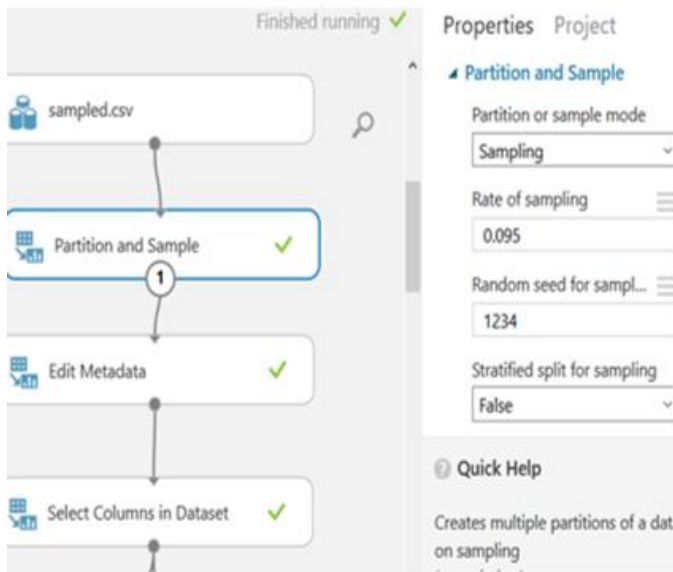 Finished running
sampled.csv
Partition and Sample
1
Edit Metadata
Select Columns in Dataset
Properties Project
Partition and Sample
Partition or sample mode
Sampling
Rate of sampling
0.095
Random seed for sampl...
1234
Stratified split for sampling
False
Quick Help
Creates multiple partitions of a dat
on sampling